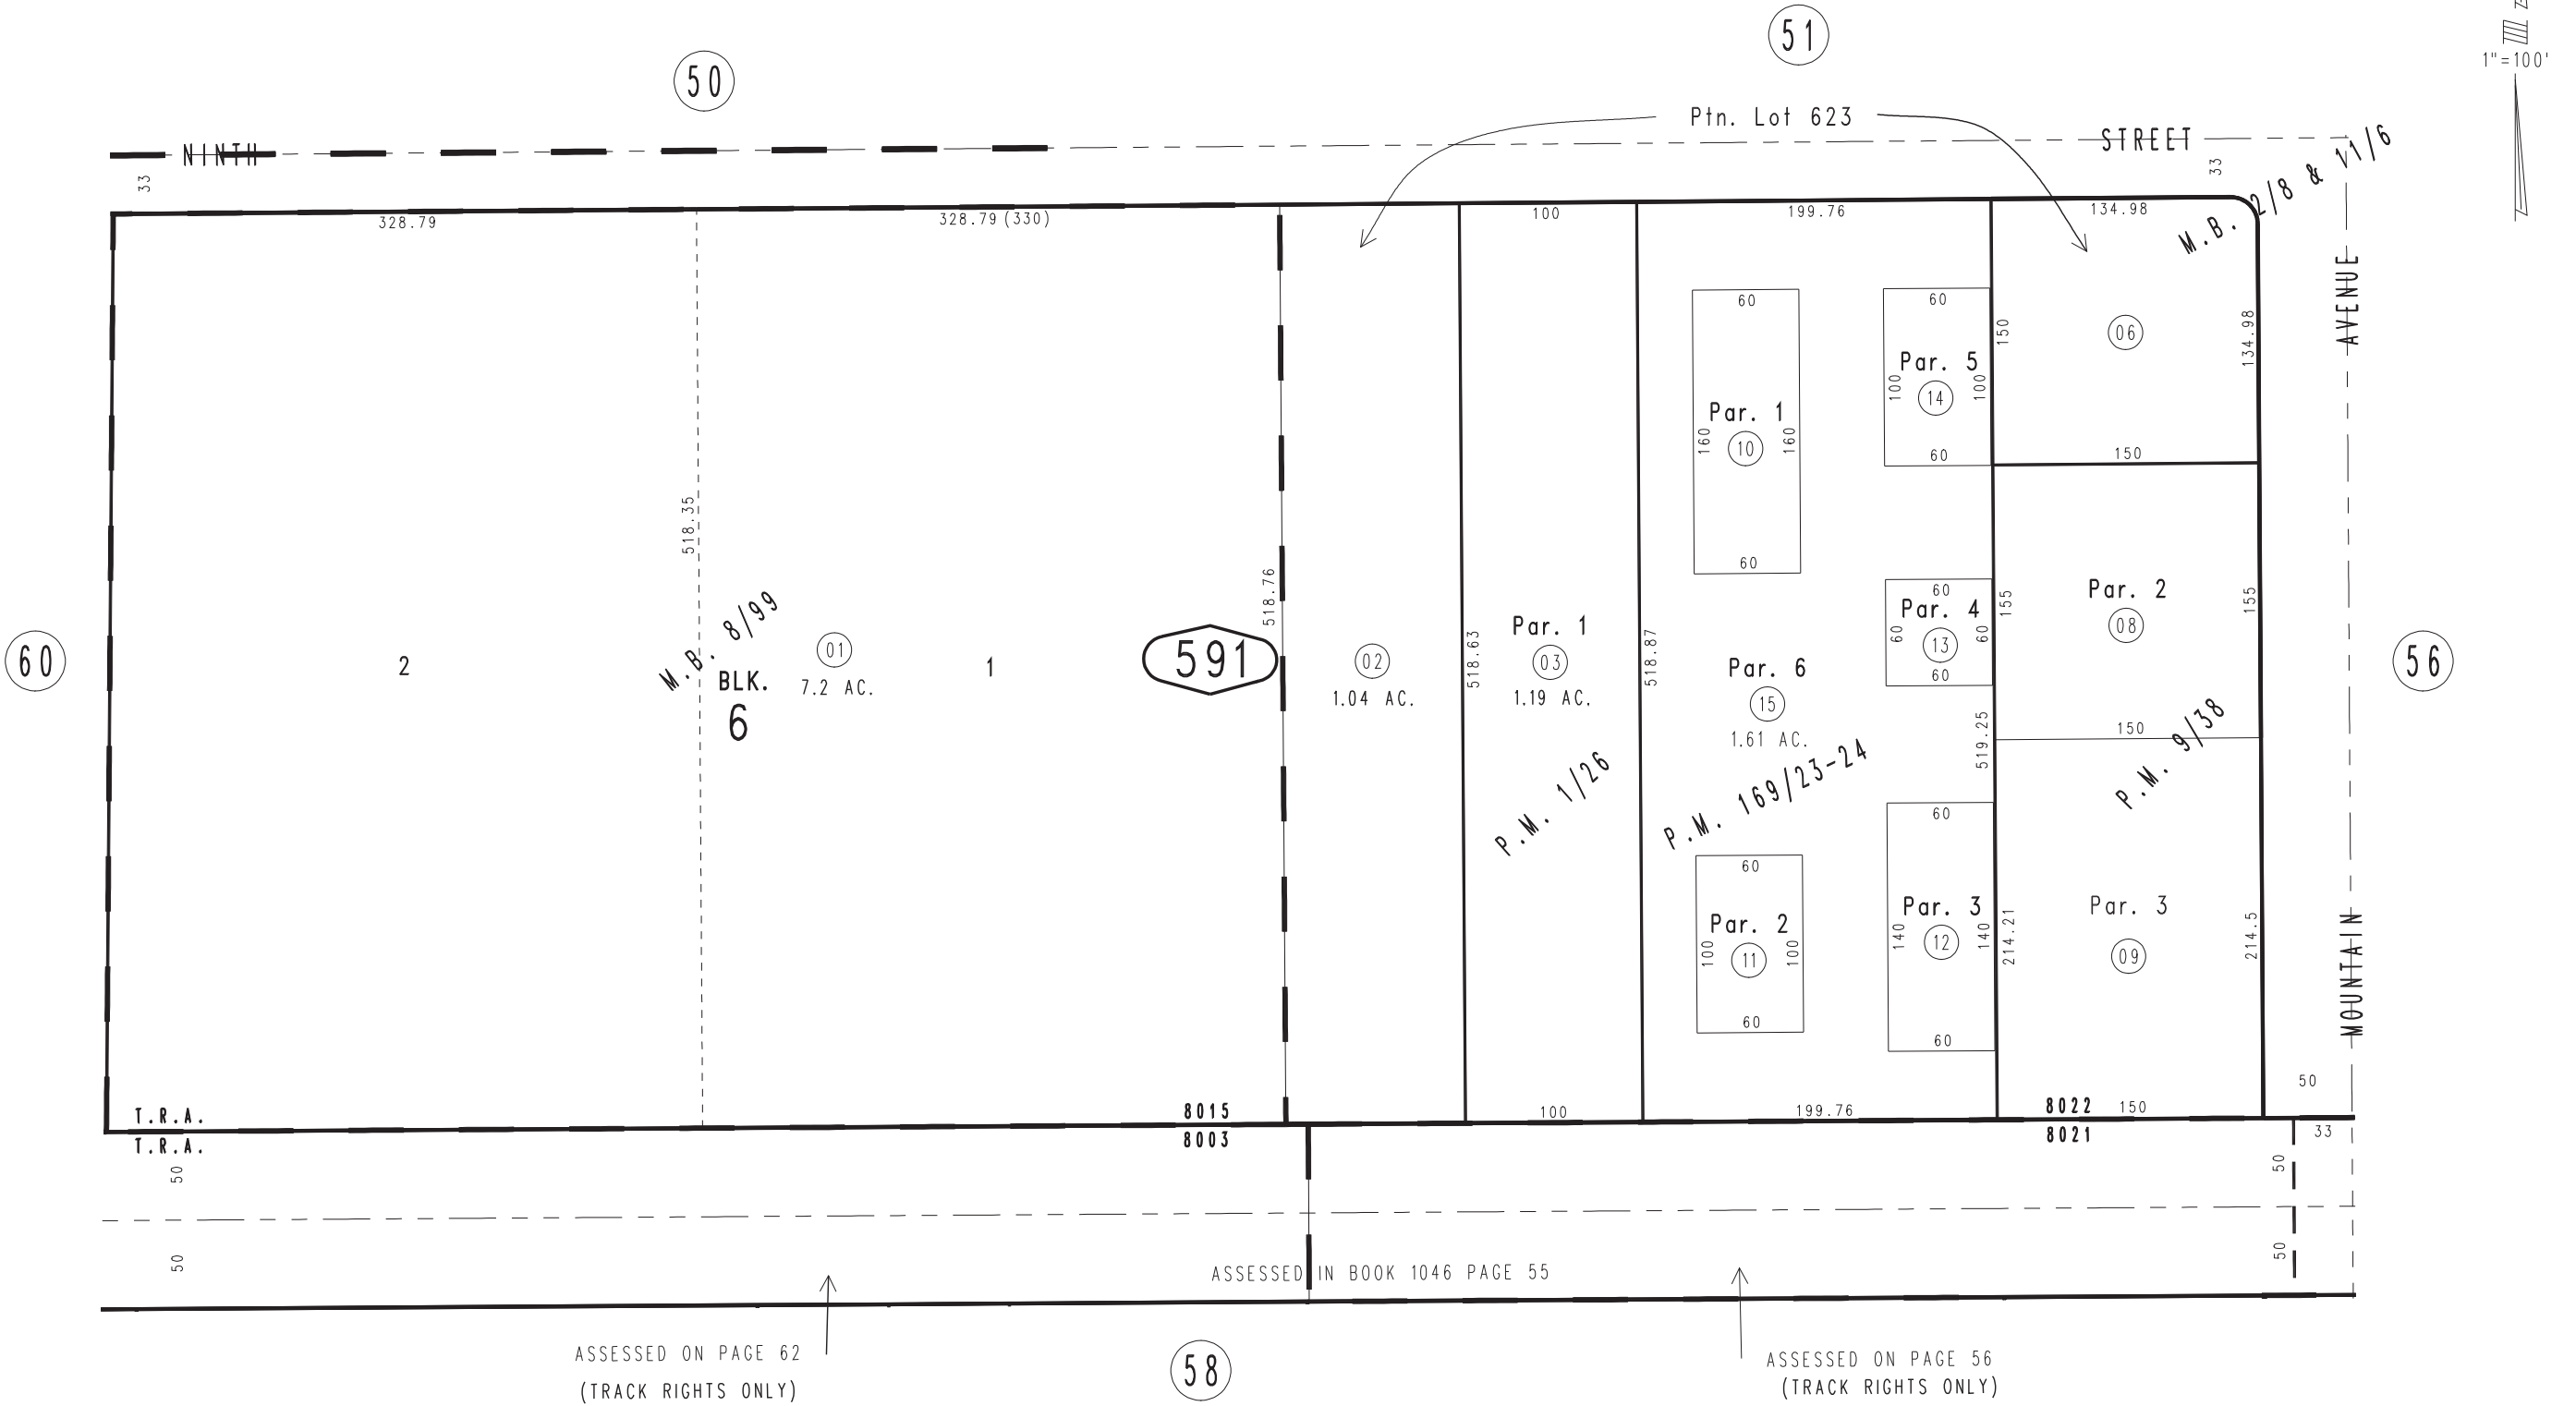 51
1"=100'
50
Ptn. Lot 623
NINTH
STREET
33
33
M.B. 2/8 & 11/6
328.79
328.79 (330)
100
199.76
134.98
AVENUE
60
60
150
06
134.98
Par. 5
100
14
100
Par. 1
160
10
160
60
150
518.35
60
518.76
60
Par. 4
60
13
60
60
155
Par. 2
08
155
M.B. 8/99
60
2
BLK.
6
01
7.2 AC.
1
591
02
1.04 AC.
518.63
Par. 1
03
1.19 AC.
518.87
Par. 6
15
1.61 AC.
56
519.25
150
P.M. 1/26
P.M. 169/23-24
P.M. 9/38
60
60
Par. 2
100
11
100
60
Par. 3
140
12
140
60
214.21
Par. 3
09
214.5
MOUNTAIN
50
T.R.A.
8015
100
199.76
8022
150
T.R.A.
8003
8021
33
50
50
50
50
ASSESSED IN BOOK 1046 PAGE 55
ASSESSED ON PAGE 62
(TRACK RIGHTS ONLY)
58
ASSESSED ON PAGE 56
(TRACK RIGHTS ONLY)